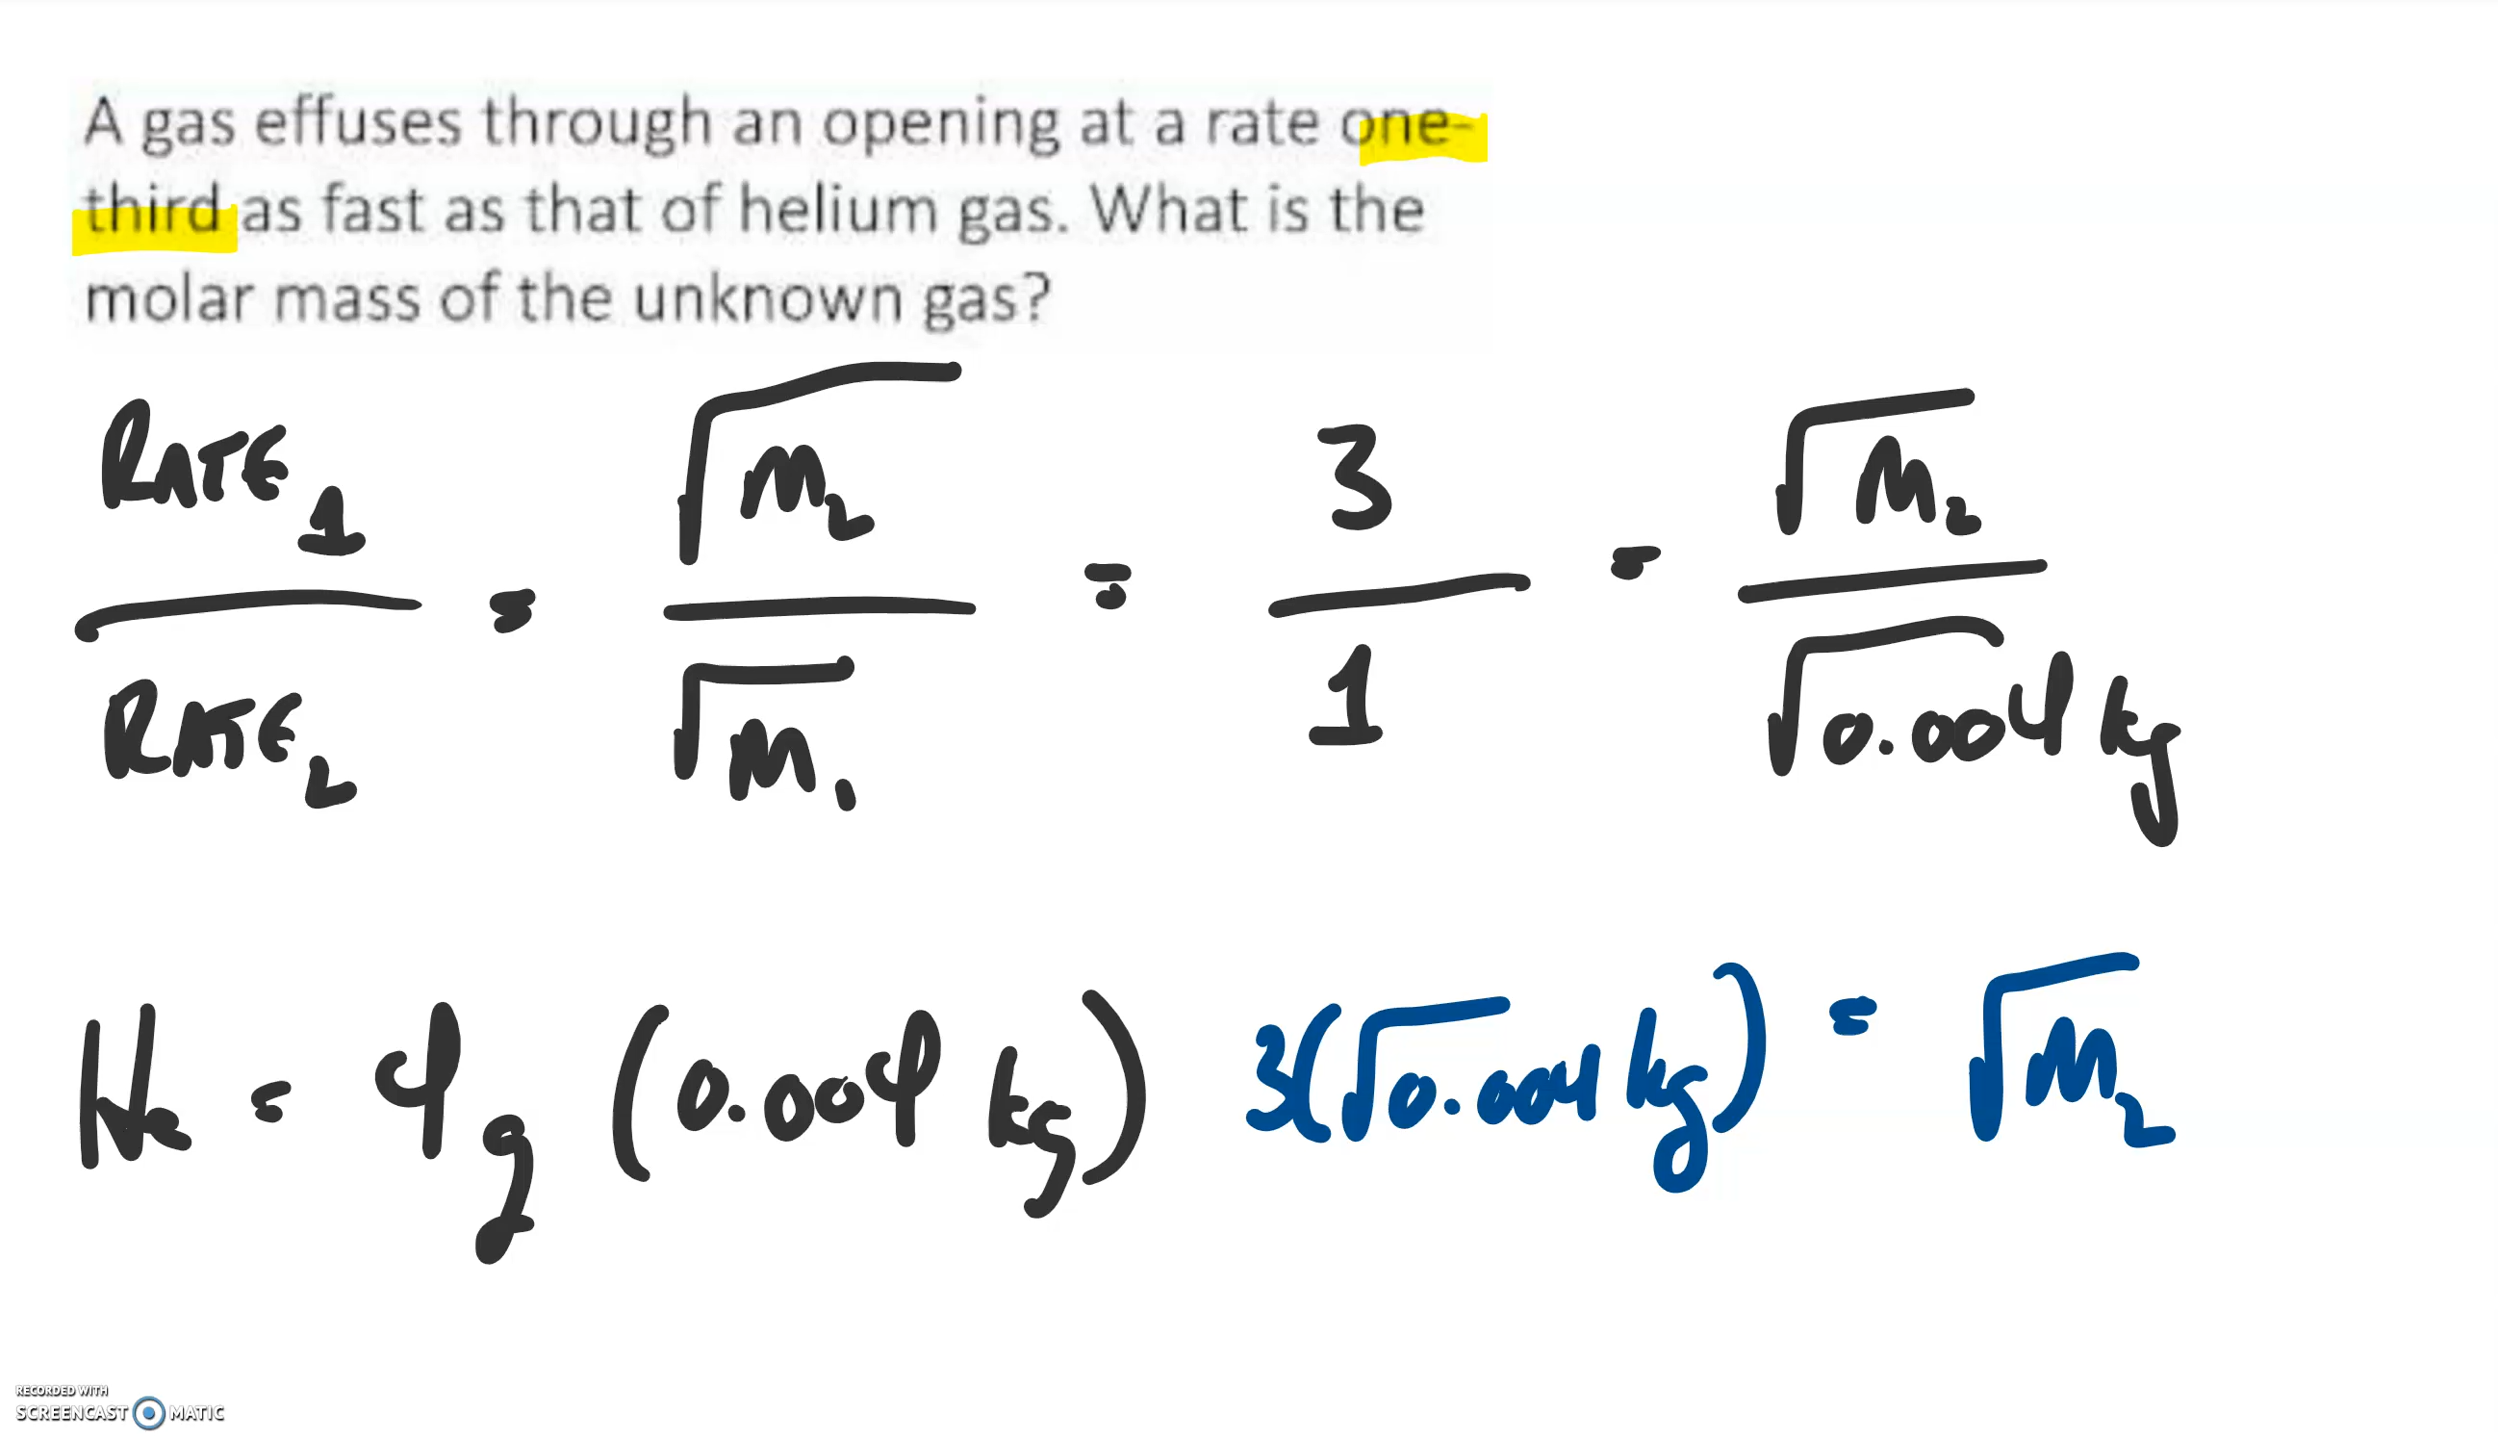 A gas effuses through an opening at a rate one-
third as fast as that of helium gas. What is the
molar mass of the unknown gas?
RATE₁ / RATE₂ = √M₂ / √M₁ = 3 / 1 = √M₂ / √0.004 kg
He = 4 g (0.004 kg) 3(√0.004 kg) = √M₂
RECORDED WITH
SCREENCAST MATIC